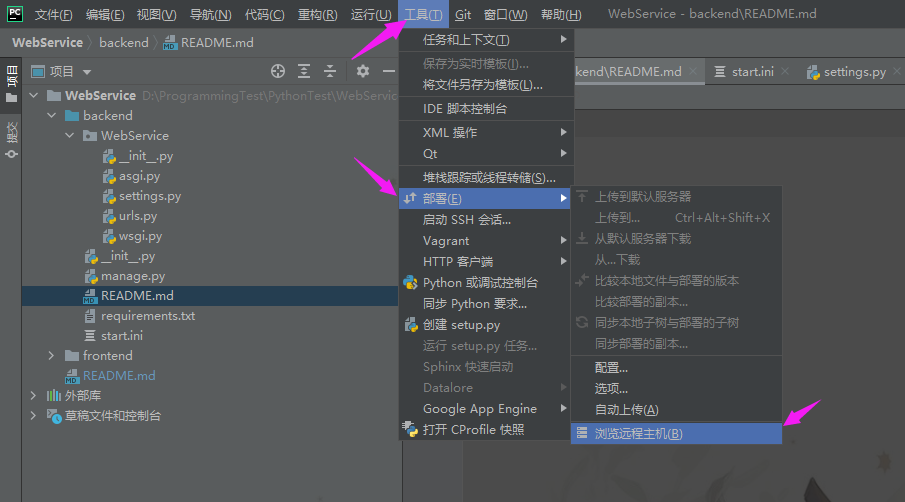 PC 文件(F) 编辑(E) 视图(V) 导航(N) 代码(C) 重构(R) 运行(U) 工具(T) Git 窗口(W) 帮助(H) WebService - backend\README.md
WebService backend README.md
项目
提交
项目
kend\README.md start.ini settings.py
WebService D:\ProgrammingTest\PythonTest\WebServic
backend
WebService
__init__.py
asgi.py
settings.py
urls.py
wsgi.py
__init__.py
manage.py
README.md
requirements.txt
start.ini
frontend
README.md
外部库
草稿文件和控制台
任务和上下文(T)
保存为实时模板(I)...
将文件另存为模板(L)...
IDE 脚本控制台
XML 操作
Qt
堆栈跟踪或线程转储(S)...
部署(E)
启动 SSH 会话...
Vagrant
HTTP 客户端
Python 或调试控制台
同步 Python 要求...
创建 setup.py
运行 setup.py 任务...
Sphinx 快速启动
Datalore
Google App Engine
打开 CProfile 快照
上传到默认服务器
上传到... Ctrl+Alt+Shift+X
从默认服务器下载
从...下载
比较本地文件与部署的版本
比较部署的副本...
同步本地子树与部署的子树
同步部署的副本...
配置...
选项...
自动上传(A)
浏览远程主机(B)